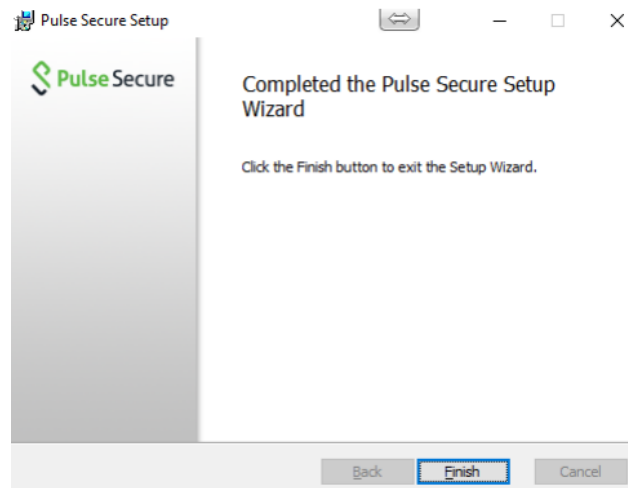 Pulse Secure Setup
Pulse Secure
Completed the Pulse Secure Setup
Wizard
Click the Finish button to exit the Setup Wizard.
Back
Finish
Cancel